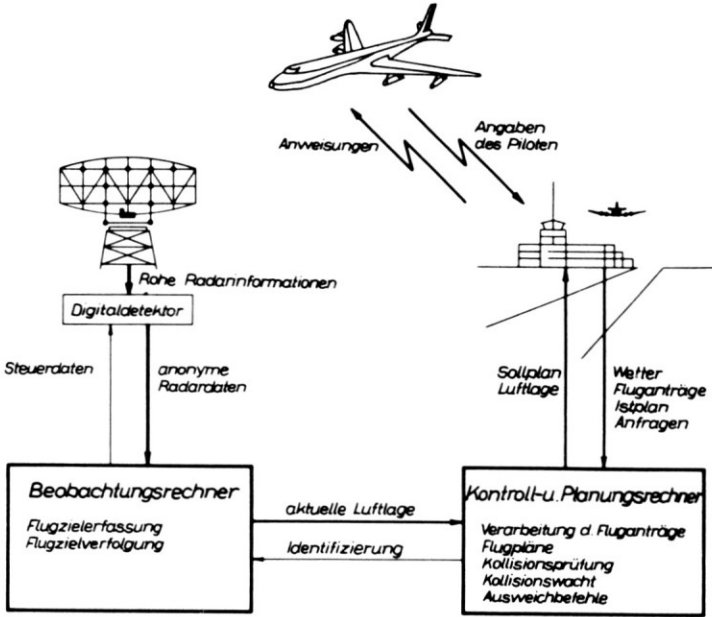 Anweisungen
Angaben
des Piloten
Rohe Radarinformationen
Digitaldetektor
Steuerdaten
anonyme
Radardaten
Sollplan
Luftlage
Wetter
Fluganträge
Istplan
Anfragen
Beobachtungsrechner
Flugzielerfassung
Flugzielverfolgung
aktuelle Luftlage
Identifizierung
Kontroll-u. Planungsrechner
Verarbeitung d. Fluganträge
Flugpläne
Kollisionsprüfung
Kollisionswacht
Ausweichbefehle